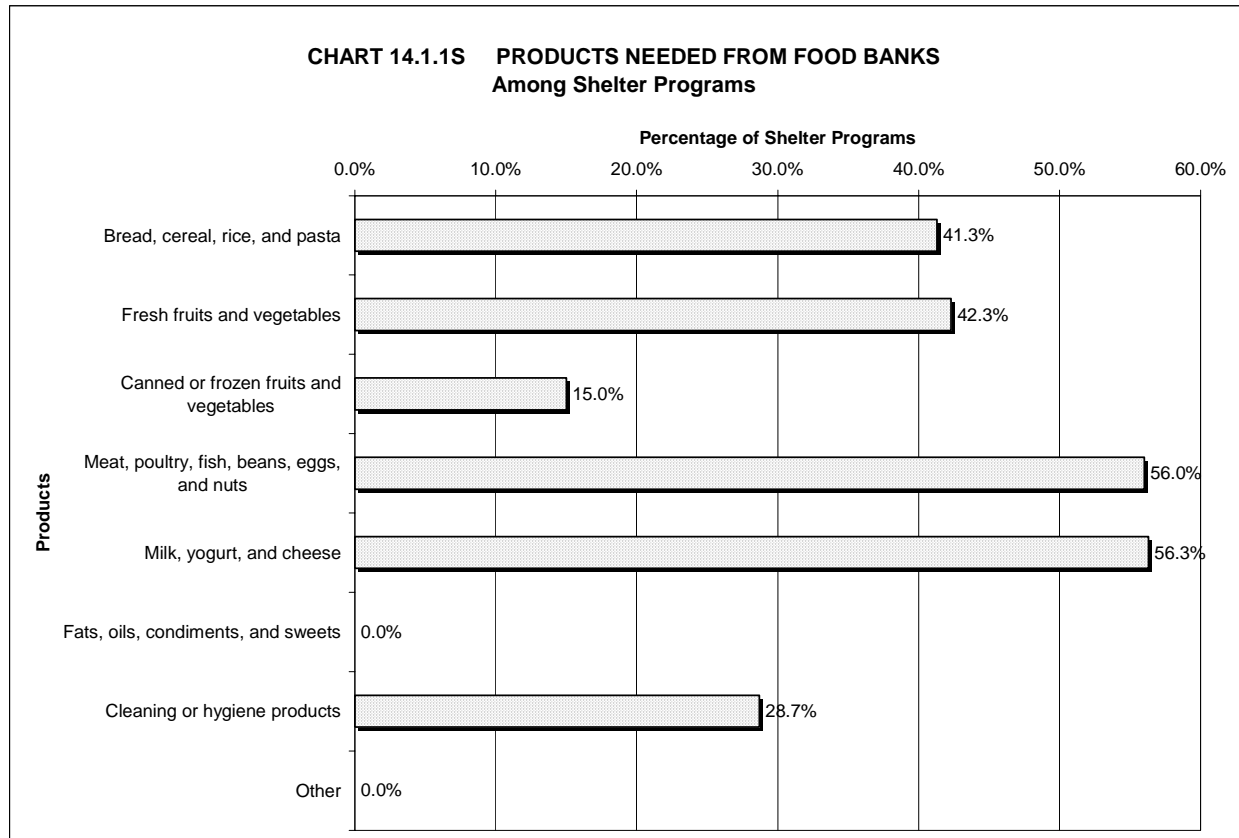 CHART 14.1.1S PRODUCTS NEEDED FROM FOOD BANKS
Among Shelter Programs
Percentage of Shelter Programs
0.0% 10.0% 20.0% 30.0% 40.0% 50.0% 60.0%
Products
Bread, cereal, rice, and pasta 41.3%
Fresh fruits and vegetables 42.3%
Canned or frozen fruits and
vegetables 15.0%
Meat, poultry, fish, beans, eggs,
and nuts 56.0%
Milk, yogurt, and cheese 56.3%
Fats, oils, condiments, and sweets 0.0%
Cleaning or hygiene products 28.7%
Other 0.0%